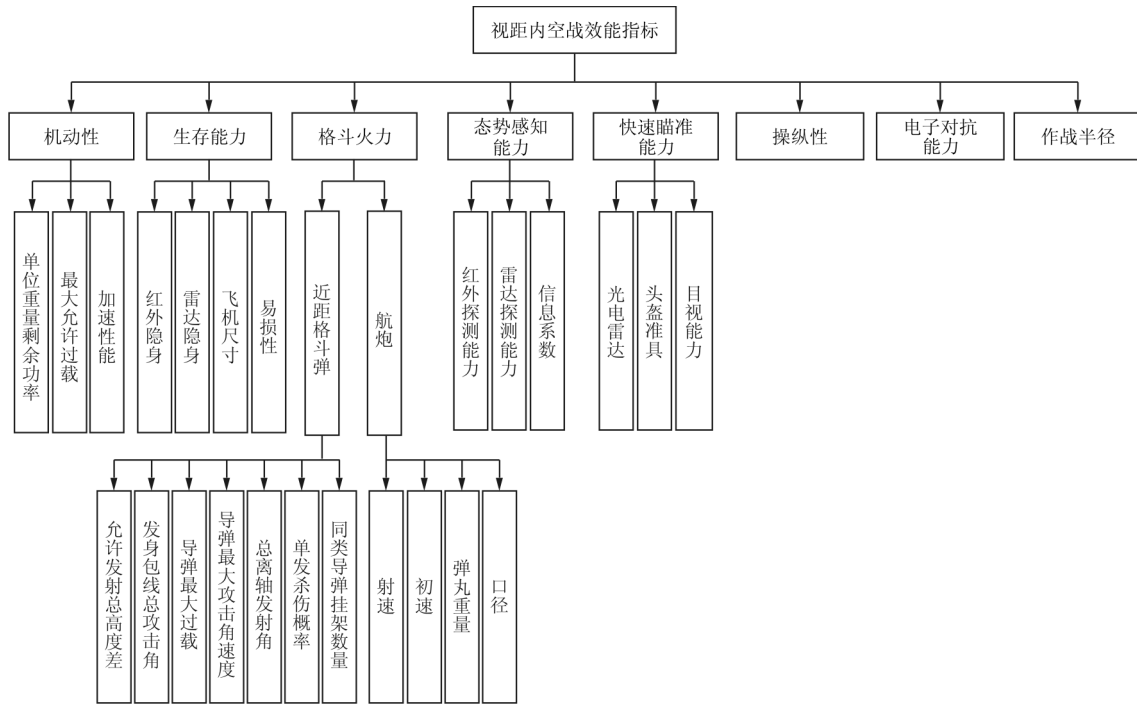 视距内空战效能指标
机动性
生存能力
格斗火力
态势感知
能力
快速瞄准
能力
操纵性
电子对抗
能力
作战半径
单位重量剩余功率
最大允许过载
加速性能
红外隐身
雷达隐身
飞机尺寸
易损性
近距格斗弹
航炮
红外探测能力
雷达探测能力
信息系数
光电雷达
头盔准具
目视能力
允许发射总高度差
发身包线总攻击角
导弹最大过载
导弹最大攻击角速度
总离轴发射角
单发杀伤概率
同类导弹挂架数量
射速
初速
弹丸重量
口径